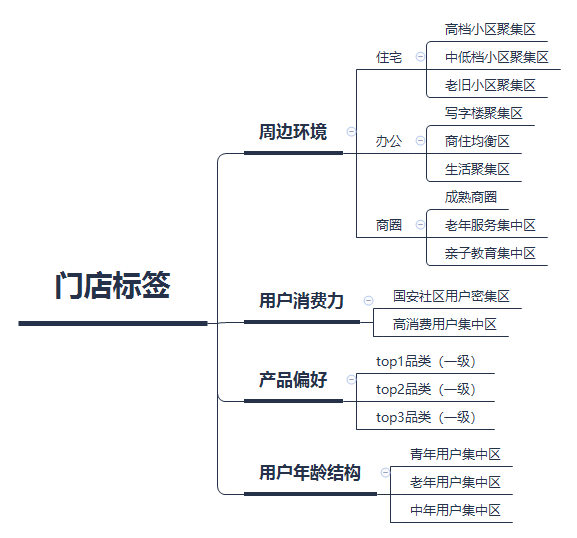 门店标签
周边环境
住宅
高档小区聚集区
中低档小区聚集区
老旧小区聚集区
办公
写字楼聚集区
商住均衡区
生活聚集区
商圈
成熟商圈
老年服务集中区
亲子教育集中区
用户消费力
国安社区用户密集区
高消费用户集中区
产品偏好
top1品类（一级）
top2品类（一级）
top3品类（一级）
用户年龄结构
青年用户集中区
老年用户集中区
中年用户集中区